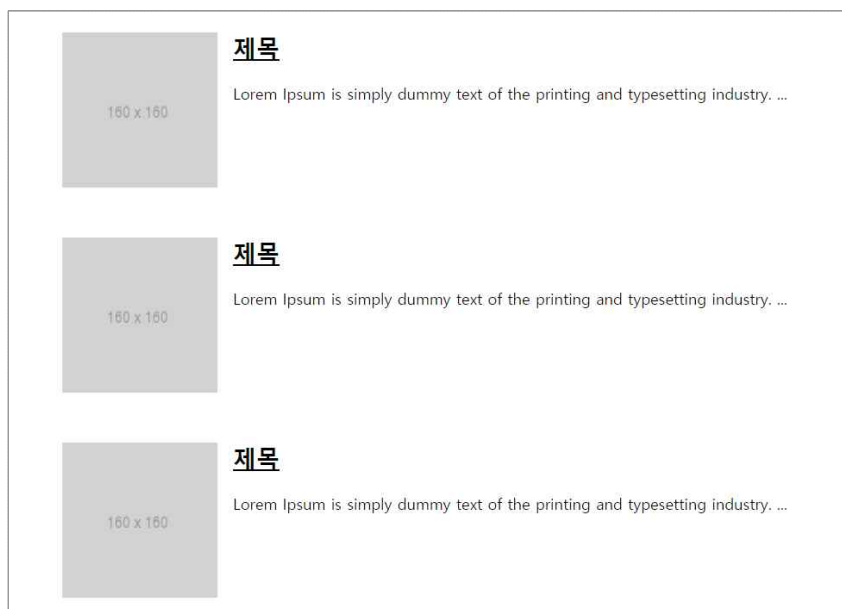 160 x 160
제목
Lorem Ipsum is simply dummy text of the printing and typesetting industry. ...
160 x 160
제목
Lorem Ipsum is simply dummy text of the printing and typesetting industry. ...
160 x 160
제목
Lorem Ipsum is simply dummy text of the printing and typesetting industry. ...